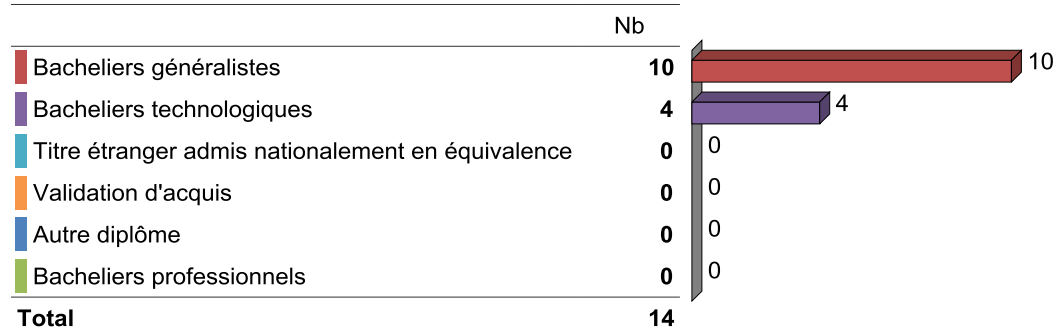 Nb
Bacheliers généralistes 10 10
Bacheliers technologiques 4 4
Titre étranger admis nationalement en équivalence 0 0
Validation d'acquis 0 0
Autre diplôme 0 0
Bacheliers professionnels 0 0
Total 14